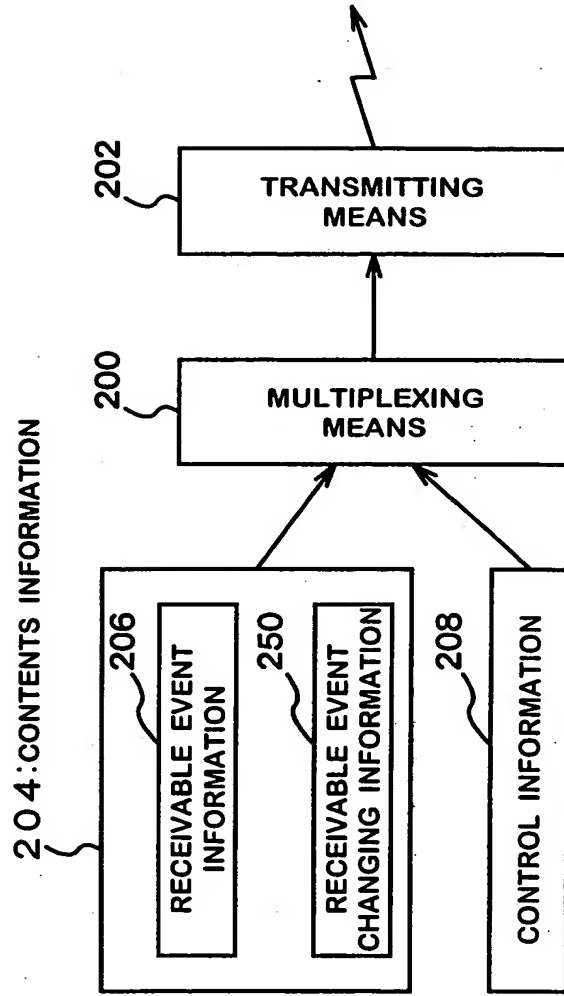 204:CONTENTS INFORMATION
206
RECEIVABLE EVENT
INFORMATION
250
RECEIVABLE EVENT
CHANGING INFORMATION
208
CONTROL INFORMATION
200
MULTIPLEXING
MEANS
202
TRANSMITTING
MEANS